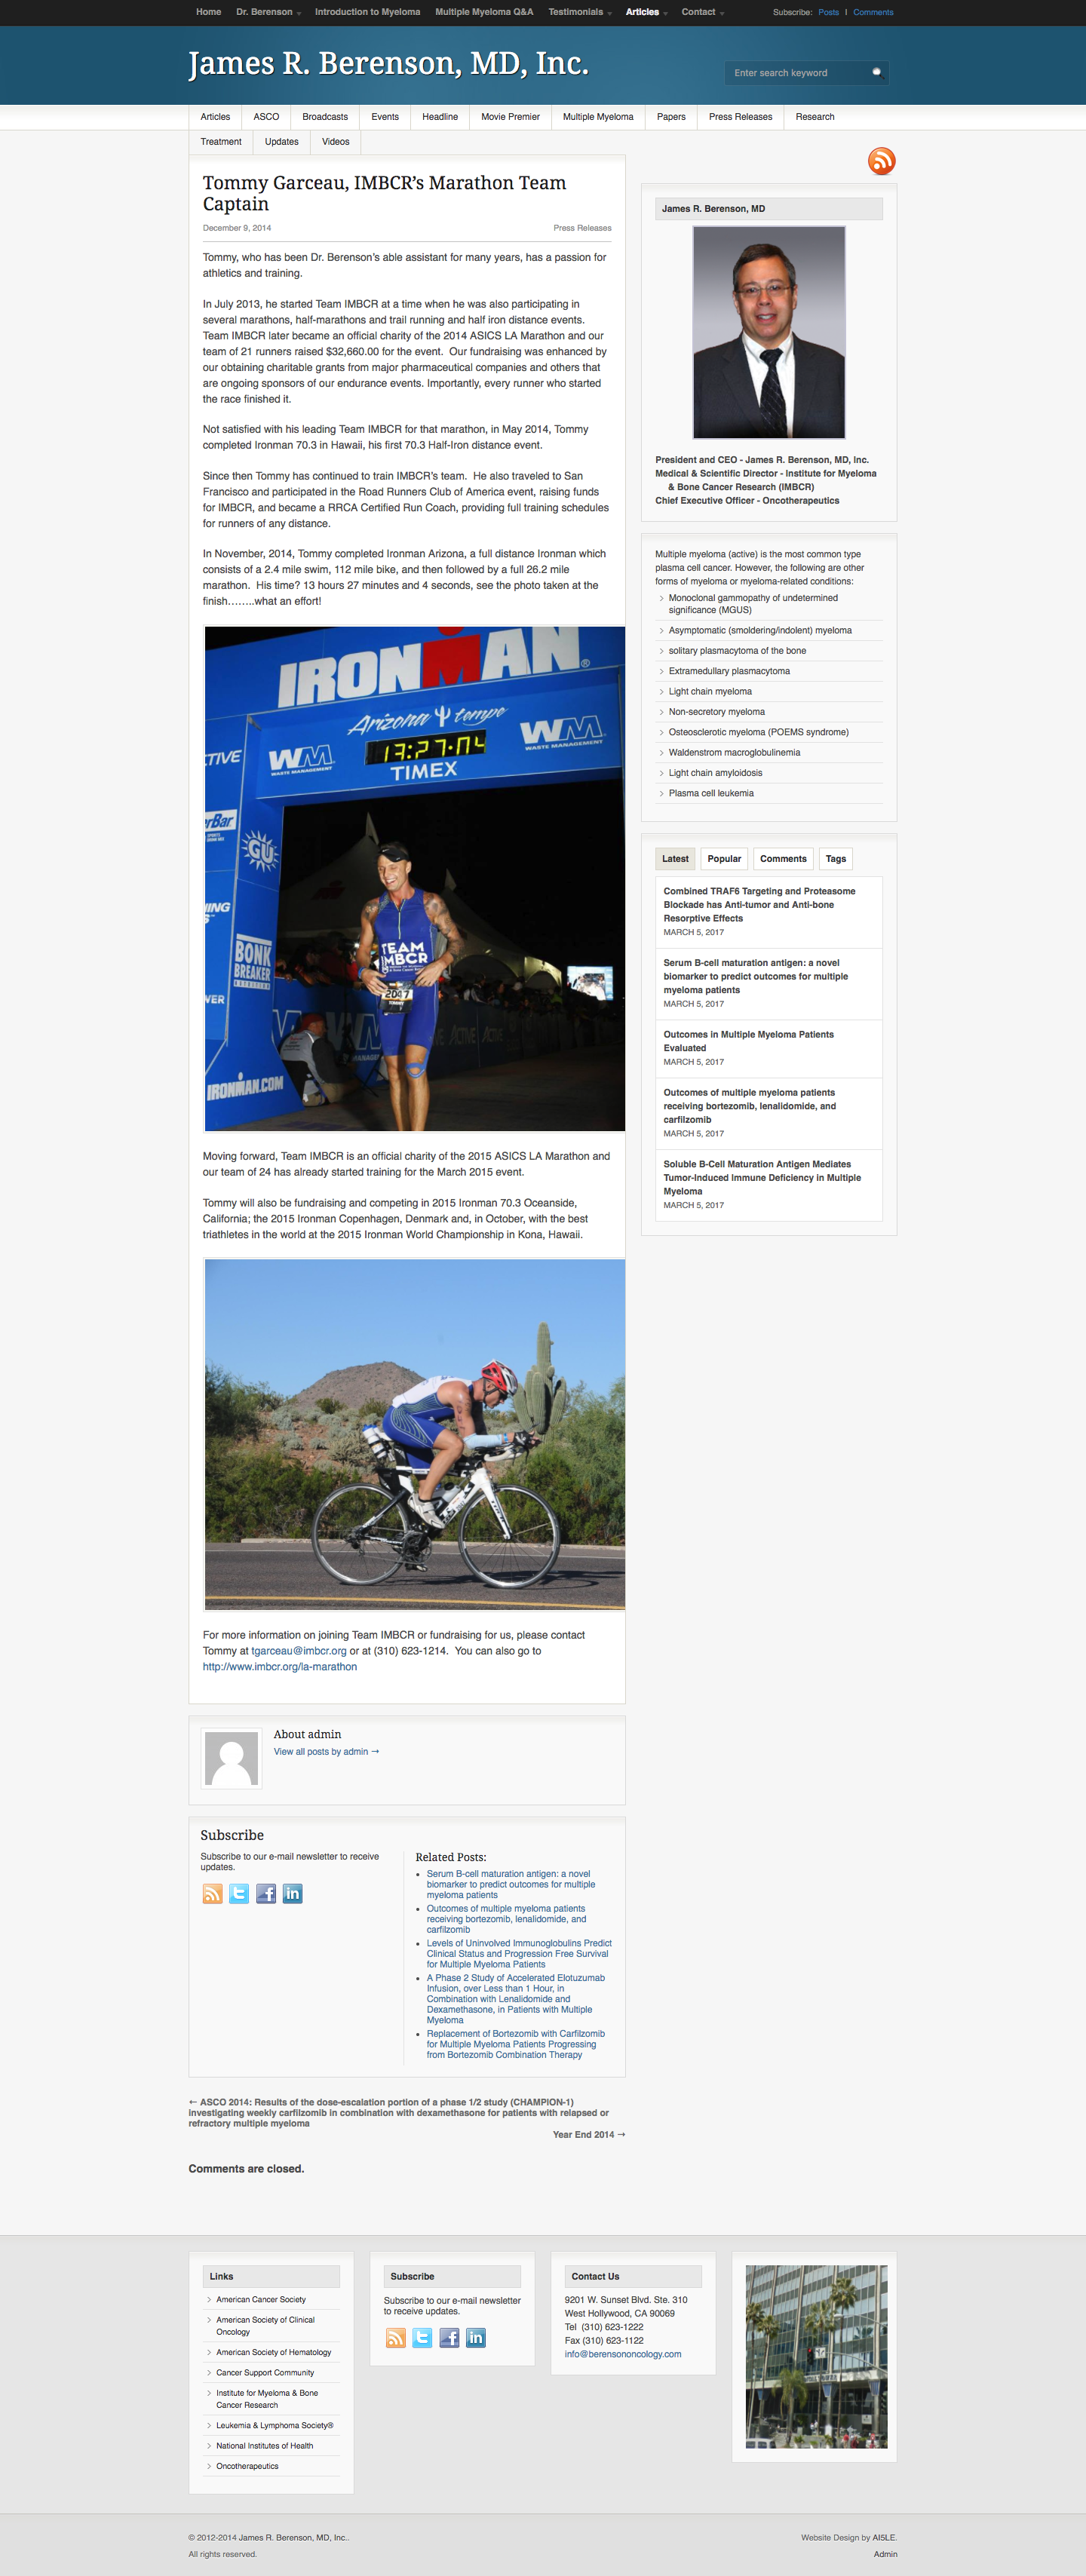 Home Dr. Berenson Introduction to Myeloma Multiple Myeloma Q&A Testimonials Articles Contact Subscribe: Posts | Comments
James R. Berenson, MD, Inc.
Enter search keyword
Articles ASCO Broadcasts Events Headline Movie Premier Multiple Myeloma Papers Press Releases Research
Treatment Updates Videos
Tommy Garceau, IMBCR’s Marathon Team
Captain
December 9, 2014 Press Releases
Tommy, who has been Dr. Berenson’s able assistant for many years, has a passion for
athletics and training.
In July 2013, he started Team IMBCR at a time when he was also participating in
several marathons, half-marathons and trail running and half iron distance events.
Team IMBCR later became an official charity of the 2014 ASICS LA Marathon and our
team of 21 runners raised $32,660.00 for the event.  Our fundraising was enhanced by
our obtaining charitable grants from major pharmaceutical companies and others that
are ongoing sponsors of our endurance events. Importantly, every runner who started
the race finished it.
Not satisfied with his leading Team IMBCR for that marathon, in May 2014, Tommy
completed Ironman 70.3 in Hawaii, his first 70.3 Half-Iron distance event.
Since then Tommy has continued to train IMBCR’s team.  He also traveled to San
Francisco and participated in the Road Runners Club of America event, raising funds
for IMBCR, and became a RRCA Certified Run Coach, providing full training schedules
for runners of any distance.
In November, 2014, Tommy completed Ironman Arizona, a full distance Ironman which
consists of a 2.4 mile swim, 112 mile bike, and then followed by a full 26.2 mile
marathon.  His time? 13 hours 27 minutes and 4 seconds, see the photo taken at the
finish........what an effort!
IRONMAN®
Arizona tempe
WM
WASTE MANAGEMENT
13:27:04
WM
WASTE MANAGEMENT
TIMEX
CTIVE
erBar
GU
ING
BONK
BREAKER
WER
TEAM
IMBCR
2047
IRONMAN.COM
Moving forward, Team IMBCR is an official charity of the 2015 ASICS LA Marathon and
our team of 24 has already started training for the March 2015 event.
Tommy will also be fundraising and competing in 2015 Ironman 70.3 Oceanside,
California; the 2015 Ironman Copenhagen, Denmark and, in October, with the best
triathletes in the world at the 2015 Ironman World Championship in Kona, Hawaii.
For more information on joining Team IMBCR or fundraising for us, please contact
Tommy at tgarceau@imbcr.org or at (310) 623-1214.  You can also go to
http://www.imbcr.org/la-marathon
About admin
View all posts by admin →
Subscribe
Subscribe to our e-mail newsletter to receive
updates.
Related Posts:
Serum B-cell maturation antigen: a novel
biomarker to predict outcomes for multiple
myeloma patients
Outcomes of multiple myeloma patients
receiving bortezomib, lenalidomide, and
carfilzomib
Levels of Uninvolved Immunoglobulins Predict
Clinical Status and Progression Free Survival
for Multiple Myeloma Patients
A Phase 2 Study of Accelerated Elotuzumab
Infusion, over Less than 1 Hour, in
Combination with Lenalidomide and
Dexamethasone, in Patients with Multiple
Myeloma
Replacement of Bortezomib with Carfilzomib
for Multiple Myeloma Patients Progressing
from Bortezomib Combination Therapy
← ASCO 2014: Results of the dose-escalation portion of a phase 1/2 study (CHAMPION-1)
investigating weekly carfilzomib in combination with dexamethasone for patients with relapsed or
refractory multiple myeloma
Year End 2014 →
Comments are closed.
James R. Berenson, MD
President and CEO - James R. Berenson, MD, Inc.
Medical & Scientific Director - Institute for Myeloma
& Bone Cancer Research (IMBCR)
Chief Executive Officer - Oncotherapeutics
Multiple myeloma (active) is the most common type
plasma cell cancer. However, the following are other
forms of myeloma or myeloma-related conditions:
Monoclonal gammopathy of undetermined
significance (MGUS)
Asymptomatic (smoldering/indolent) myeloma
solitary plasmacytoma of the bone
Extramedullary plasmacytoma
Light chain myeloma
Non-secretory myeloma
Osteosclerotic myeloma (POEMS syndrome)
Waldenstrom macroglobulinemia
Light chain amyloidosis
Plasma cell leukemia
Latest Popular Comments Tags
Combined TRAF6 Targeting and Proteasome
Blockade has Anti-tumor and Anti-bone
Resorptive Effects
MARCH 5, 2017
Serum B-cell maturation antigen: a novel
biomarker to predict outcomes for multiple
myeloma patients
MARCH 5, 2017
Outcomes in Multiple Myeloma Patients
Evaluated
MARCH 5, 2017
Outcomes of multiple myeloma patients
receiving bortezomib, lenalidomide, and
carfilzomib
MARCH 5, 2017
Soluble B-Cell Maturation Antigen Mediates
Tumor-Induced Immune Deficiency in Multiple
Myeloma
MARCH 5, 2017
Links
American Cancer Society
American Society of Clinical
Oncology
American Society of Hematology
Cancer Support Community
Institute for Myeloma & Bone
Cancer Research
Leukemia & Lymphoma Society®
National Institutes of Health
Oncotherapeutics
Subscribe
Subscribe to our e-mail newsletter
to receive updates.
Contact Us
9201 W. Sunset Blvd. Ste. 310
West Hollywood, CA 90069
Tel  (310) 623-1222
Fax (310) 623-1122
info@berensononcology.com
© 2012-2014 James R. Berenson, MD, Inc..
All rights reserved.
Website Design by AI5LE.
Admin